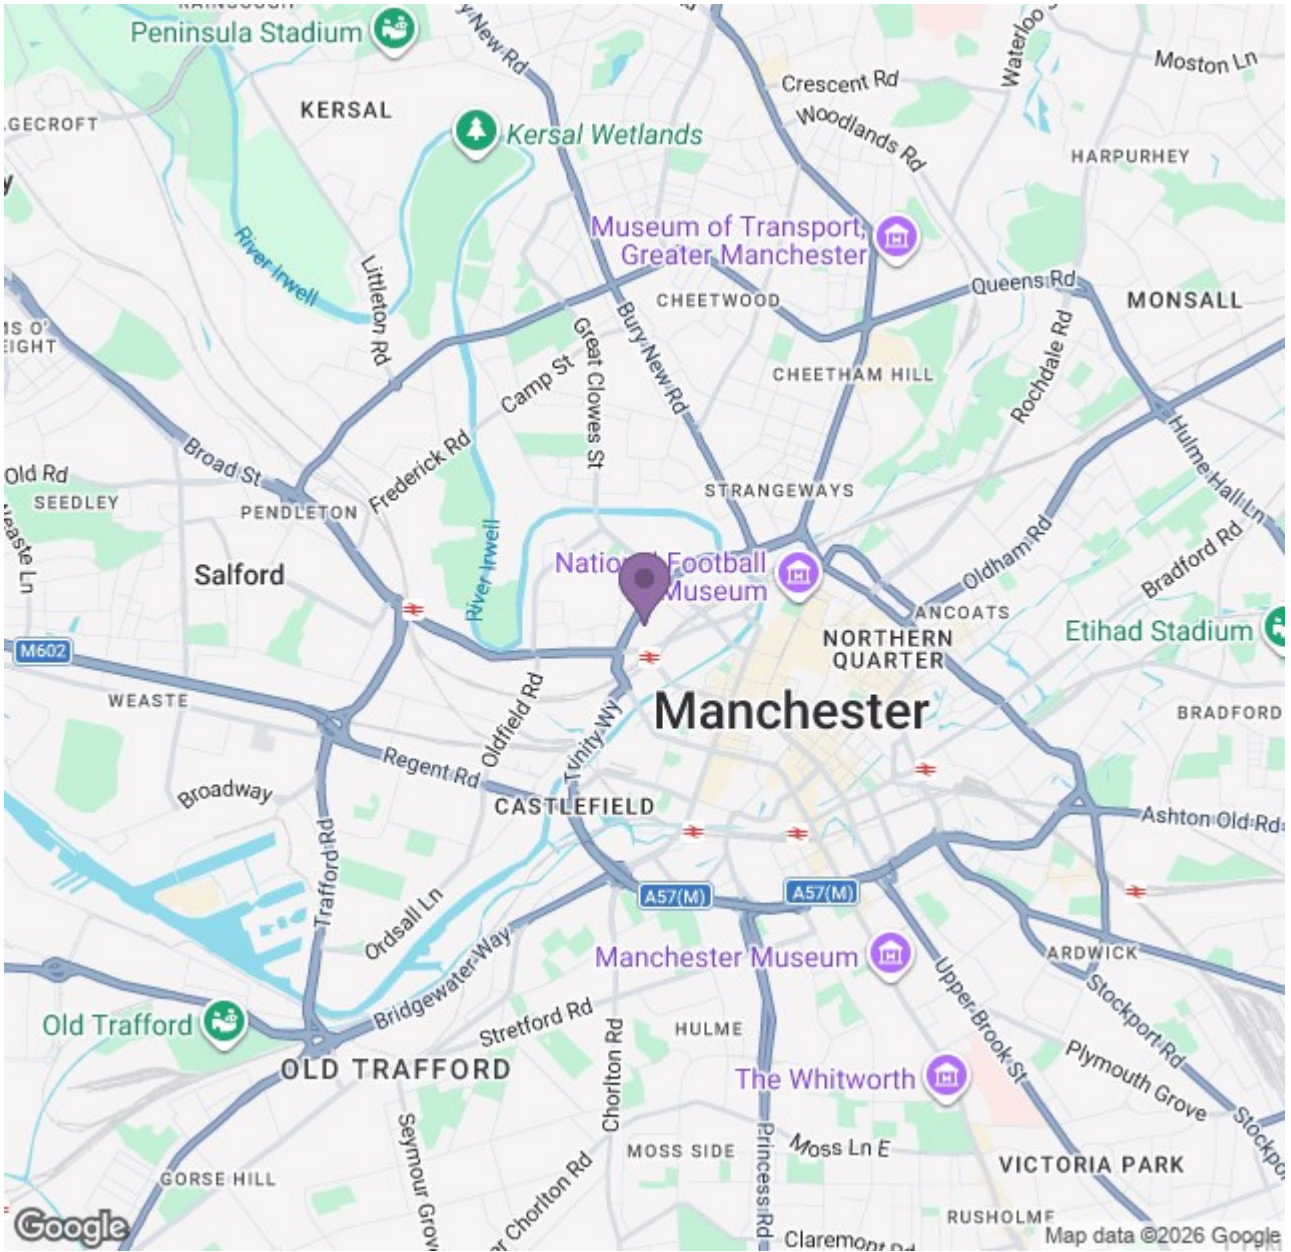 Peninsula Stadium
KERSAL
Kersal Wetlands
Crescent Rd
Woodlands Rd
Moston Ln
HARPURHEY
Museum of Transport,
Greater Manchester
CHEETWOOD
Queens Rd
MONSALL
River Irwell
Littleton Rd
Great Clowes St
Bury New Rd
Camp St
CHEETHAM HILL
Rochdale Rd
Hulme Hall Ln
Broad St
Frederick Rd
Old Rd
SEEDLEY
PENDLETON
STRANGEWAYS
Salford
River Irwell
National Football
Museum
Oldham Rd
Bradford Rd
ANCOATS
Etihad Stadium
NORTHERN
QUARTER
M602
WEASTE
Oldfield Rd
Trinity Wy
Manchester
BRADFORD
Regent Rd
Broadway
CASTLEFIELD
Ashton Old Rd
Trafford Rd
A57(M)
A57(M)
Ordsall Ln
Bridgewater Way
Manchester Museum
ARDWICK
Upper Brook St
Stockport Rd
Old Trafford
Stretford Rd
HULME
OLD TRAFFORD
Chorlton Rd
The Whitworth
Plymouth Grove
Seymour Grove
MOSS SIDE
Moss Ln E
VICTORIA PARK
Princess Rd
GORSE HILL
Chorlton Rd
RUSHOLME
Claremont Rd
Google
Map data ©2026 Google